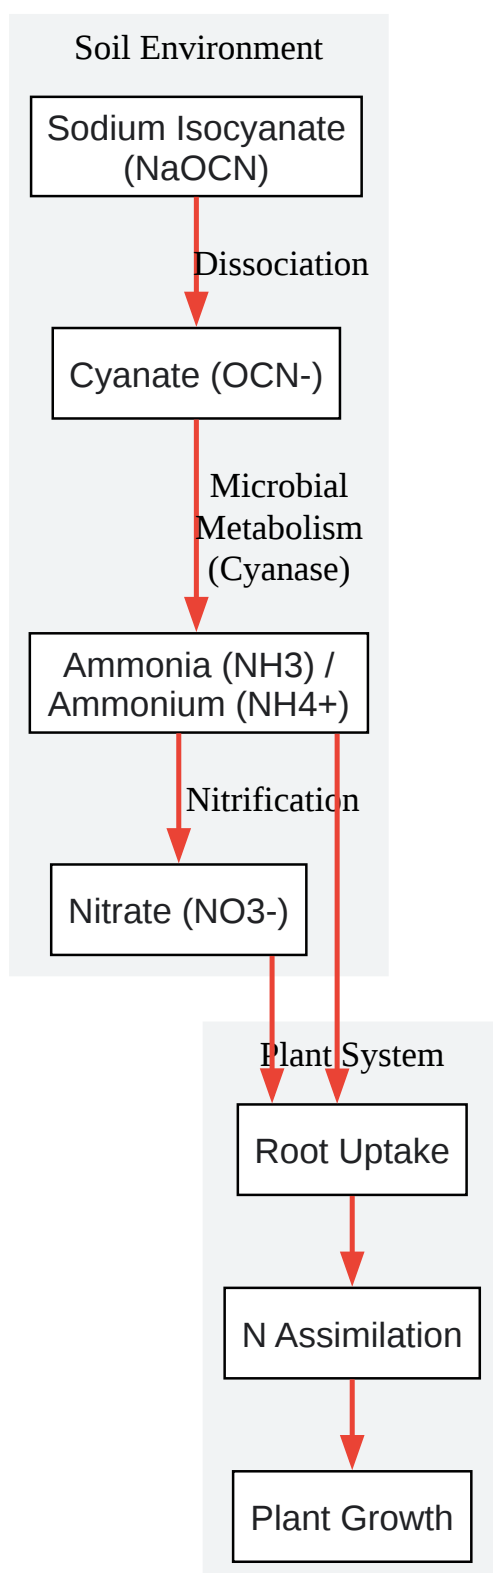 Soil Environment
Sodium Isocyanate
(NaOCN)
Dissociation
Cyanate (OCN-)
Microbial
Metabolism
(Cyanase)
Ammonia (NH3) /
Ammonium (NH4+)
Nitrification
Nitrate (NO3-)
Plant System
Root Uptake
N Assimilation
Plant Growth